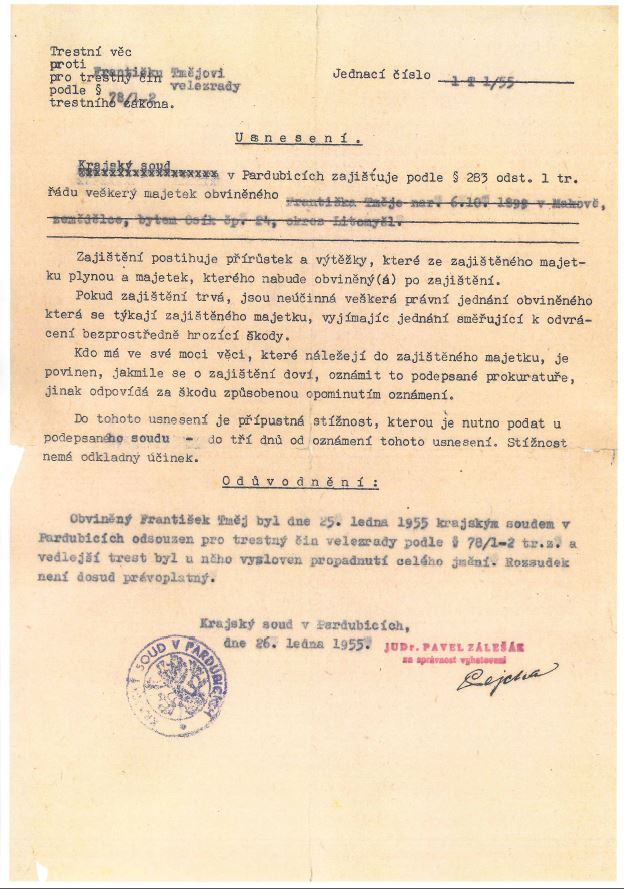 Trestní věc
proti Františku Tmějovi
pro trestný čin velezrady
podle § 78/1-2
trestního zákona.
Jednací číslo 1 T 1/55
Usnesení.
Krajský soud
xxxxxxxxxxxxxxxxxx v Pardubicích zajišťuje podle § 283 odst. 1 tr.
řádu veškerý majetek obviněného Františka Tměje nar. 6.10. 1899 v Makově,
zemědělce, bytem Osík čp. 24, okres Litomyšl.
Zajištění postihuje přírůstek a výtěžky, které ze zajištěného majet-
ku plynou a majetek, kterého nabude obviněný(á) po zajištění.
Pokud zajištění trvá, jsou neúčinná veškerá právní jednání obviněného
která se týkají zajištěného majetku, vyjímajíc jednání směřující k odvrá-
cení bezprostředně hrozící škody.
Kdo má ve své moci věci, které náležejí do zajištěného majetku, je
povinen, jakmile se o zajištění doví, oznámit to podepsané prokuratuře,
jinak odpovídá za škodu způsobenou opominutím oznámení.
Do tohoto usnesení je přípustná stížnost, kterou je nutno podat u
podepsaného soudu - do tří dnů od oznámení tohoto usnesení. Stížnost
nemá odkladný účinek.
Odůvodnění:
Obviněný František Tměj byl dne 25. ledna 1955 krajským soudem v
Pardubicích odsouzen pro trestný čin velezrady podle § 78/1-2 tr.z. a
vedlejší trest byl u něho vysloven propadnutí celého jmění. Rozsudek
není dosud právoplatný.
Krajský soud v Pardubicích,
dne 26. ledna 1955.
JUDr. PAVEL ZÁLEŠÁK
za správnost vyhotovení
Cejcha
KRAJSKÝ SOUD V PARDUBICÍCH